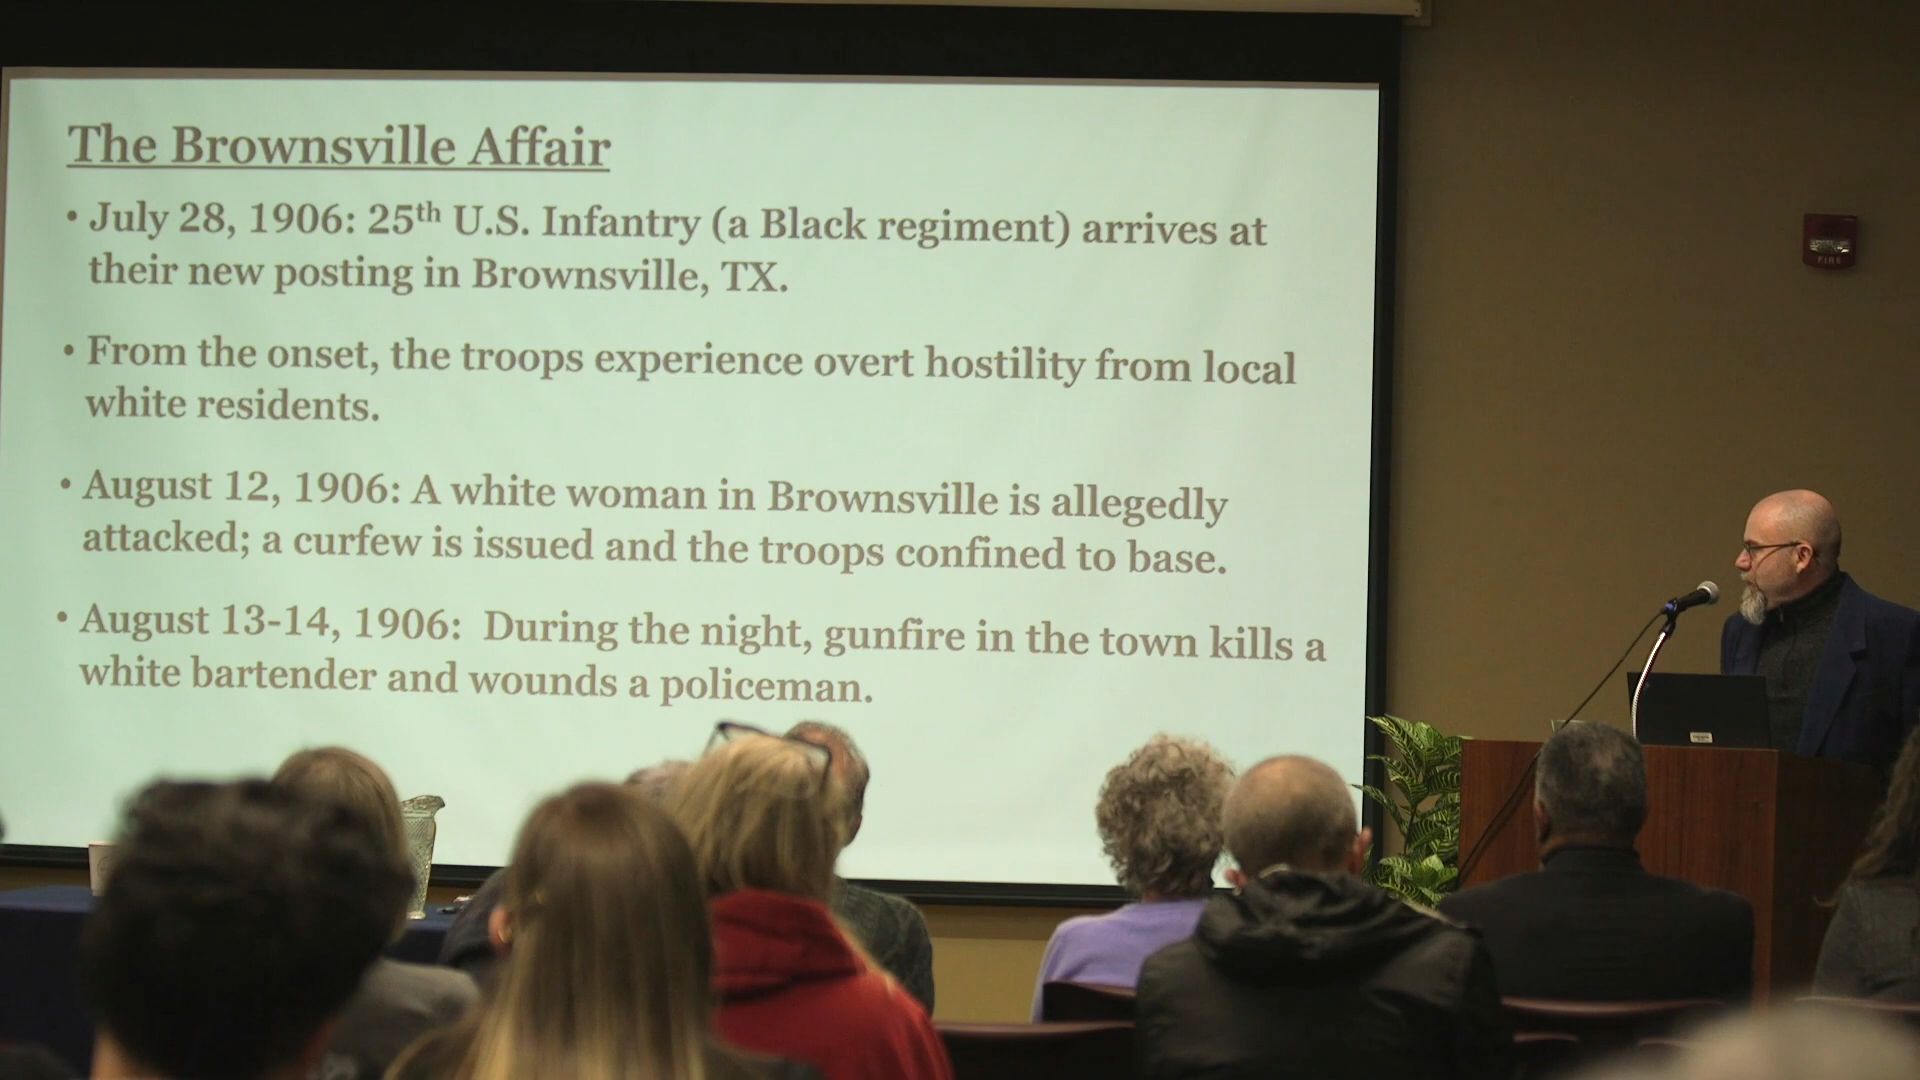 The Brownsville Affair
• July 28, 1906: 25th U.S. Infantry (a Black regiment) arrives at
their new posting in Brownsville, TX.
• From the onset, the troops experience overt hostility from local
white residents.
• August 12, 1906: A white woman in Brownsville is allegedly
attacked; a curfew is issued and the troops confined to base.
• August 13-14, 1906: During the night, gunfire in the town kills a
white bartender and wounds a policeman.
FIRE